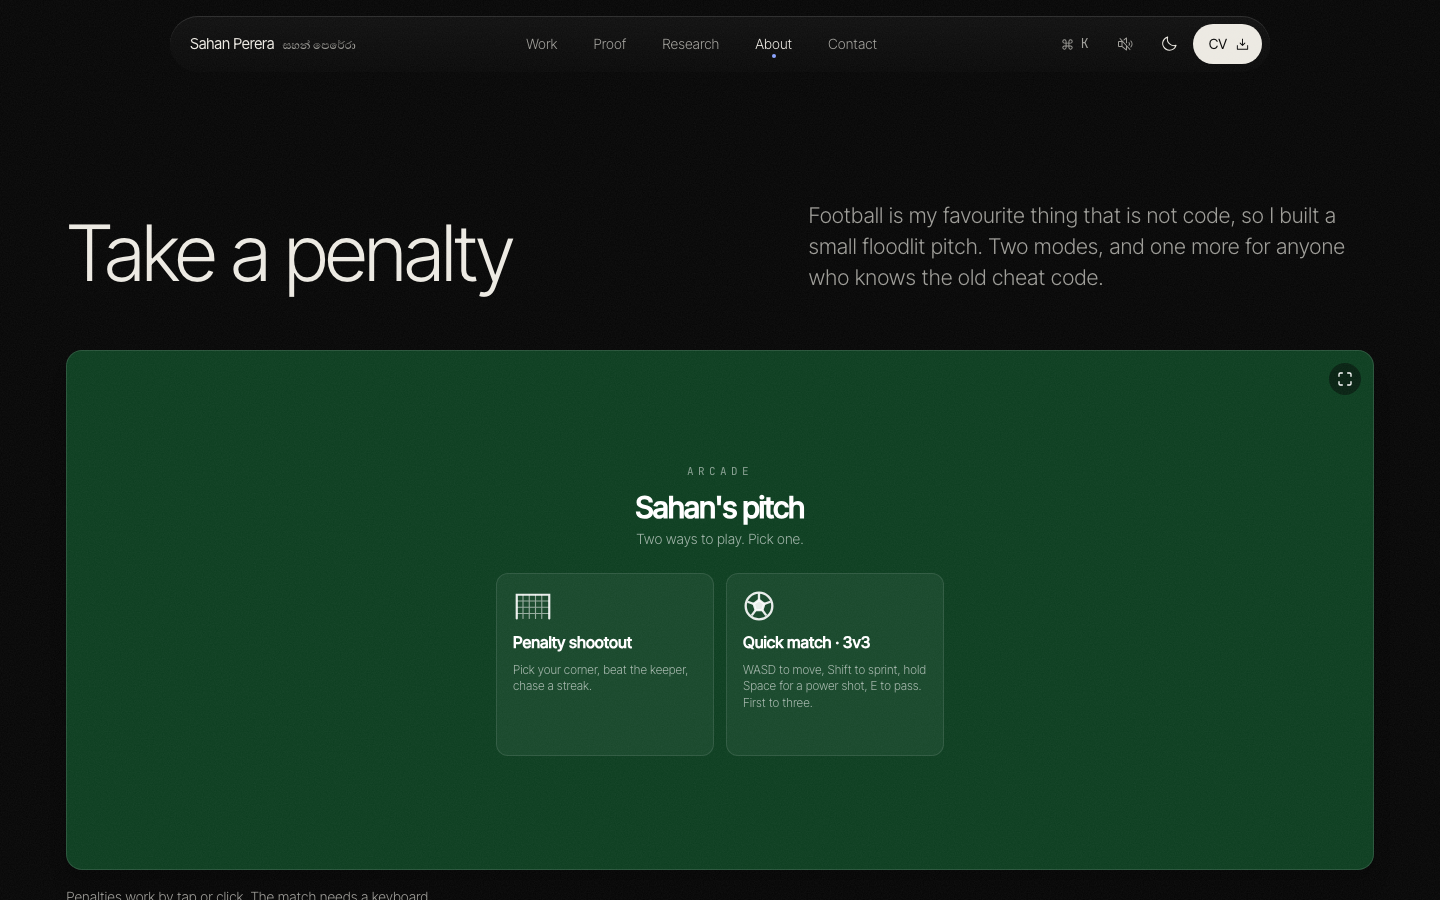 Sahan Perera සහන් පෙරේරා
Work
Proof
Research
About
Contact
⌘ K
CV
Take a penalty
Football is my favourite thing that is not code, so I built a
small floodlit pitch. Two modes, and one more for anyone
who knows the old cheat code.
ARCADE
Sahan's pitch
Two ways to play. Pick one.
Penalty shootout
Pick your corner, beat the keeper,
chase a streak.
Quick match · 3v3
WASD to move, Shift to sprint, hold
Space for a power shot, E to pass.
First to three.
Penalties work by tap or click. The match needs a keyboard.